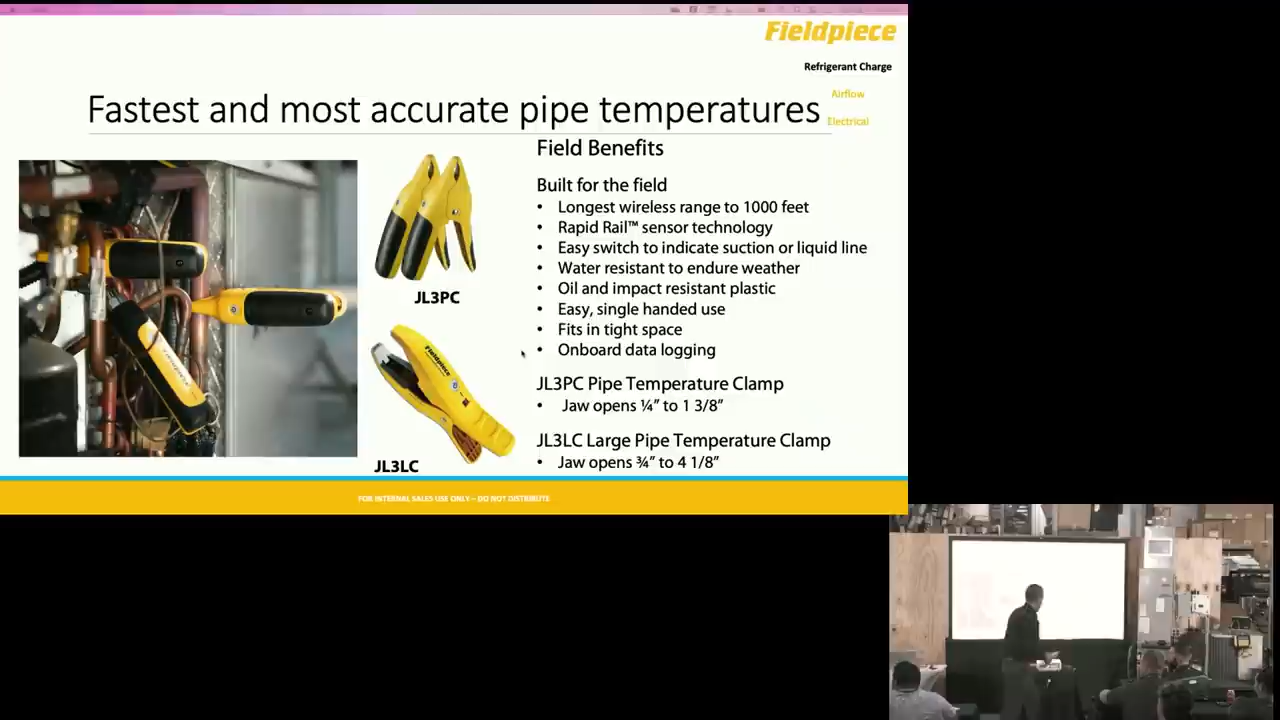 Fieldpiece
Refrigerant Charge
Airflow
Electrical
Fastest and most accurate pipe temperatures
Field Benefits
Built for the field
• Longest wireless range to 1000 feet
• Rapid Rail™ sensor technology
• Easy switch to indicate suction or liquid line
• Water resistant to endure weather
• Oil and impact resistant plastic
• Easy, single handed use
• Fits in tight space
• Onboard data logging
JL3PC
JL3PC Pipe Temperature Clamp
• Jaw opens ¼” to 1 3/8”
JL3LC Large Pipe Temperature Clamp
• Jaw opens ¾” to 4 1/8”
Fieldpiece
JL3LC
FOR INTERNAL SALES USE ONLY – DO NOT DISTRIBUTE